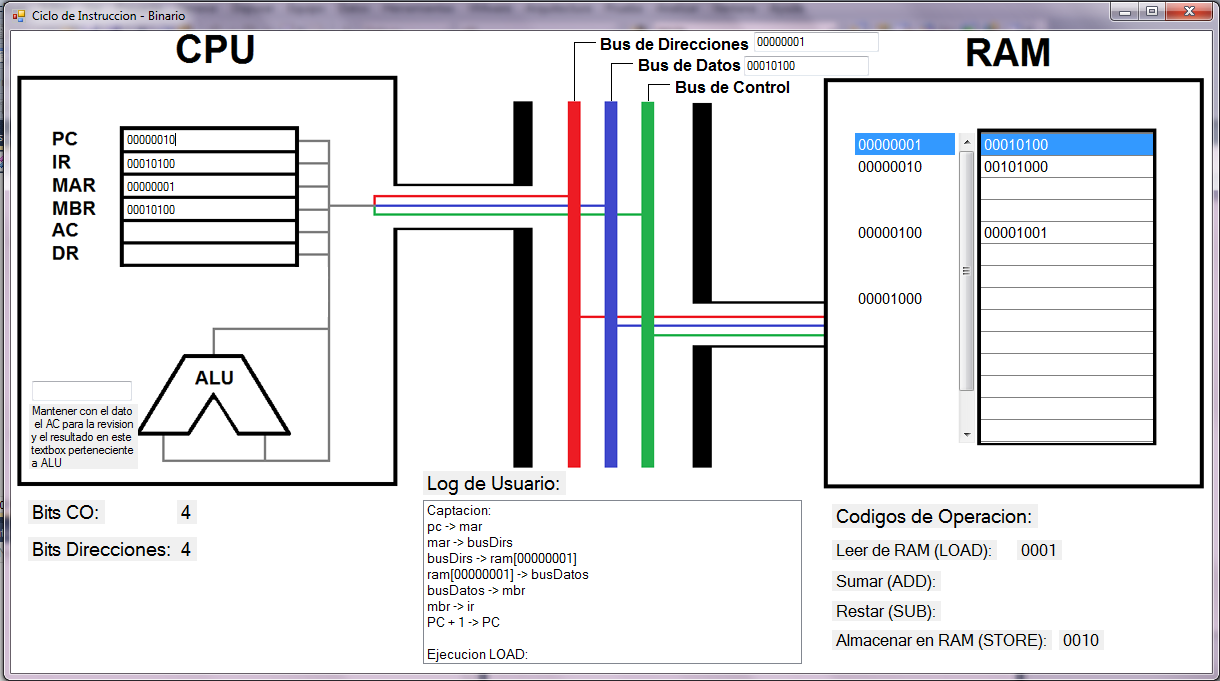 Ciclo de Instruccion - Binario
CPU
Bus de Direcciones 00000001
Bus de Datos 00010100
Bus de Control
RAM
PC 00000010
IR 00010100
MAR 00000001
MBR 00010100
AC
DR
ALU
Mantener con el dato
el AC para la revision
y el resultado en este
textbox perteneciente
a ALU
00000001 00010100
00000010 00101000
00000100 00001001
00001000
Bits CO: 4
Bits Direcciones: 4
Log de Usuario:
Captacion:
pc -> mar
mar -> busDirs
busDirs -> ram[00000001]
ram[00000001] -> busDatos
busDatos -> mbr
mbr -> ir
PC + 1 -> PC
Ejecucion LOAD:
Codigos de Operacion:
Leer de RAM (LOAD): 0001
Sumar (ADD):
Restar (SUB):
Almacenar en RAM (STORE): 0010